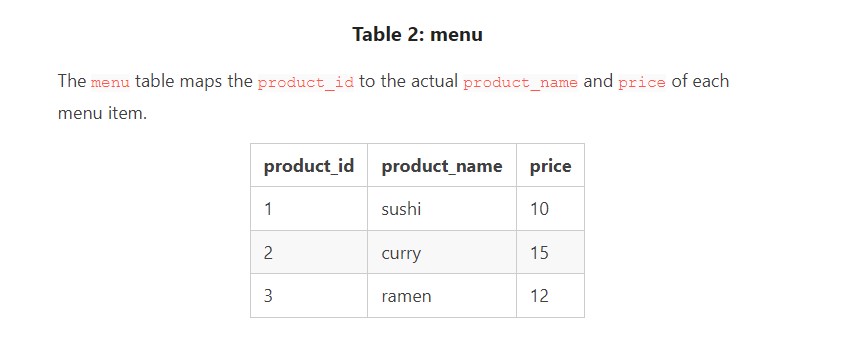 Table 2: menu
The menu table maps the product_id to the actual product_name and price of each
menu item.
product_id product_name price
1 sushi 10
2 curry 15
3 ramen 12